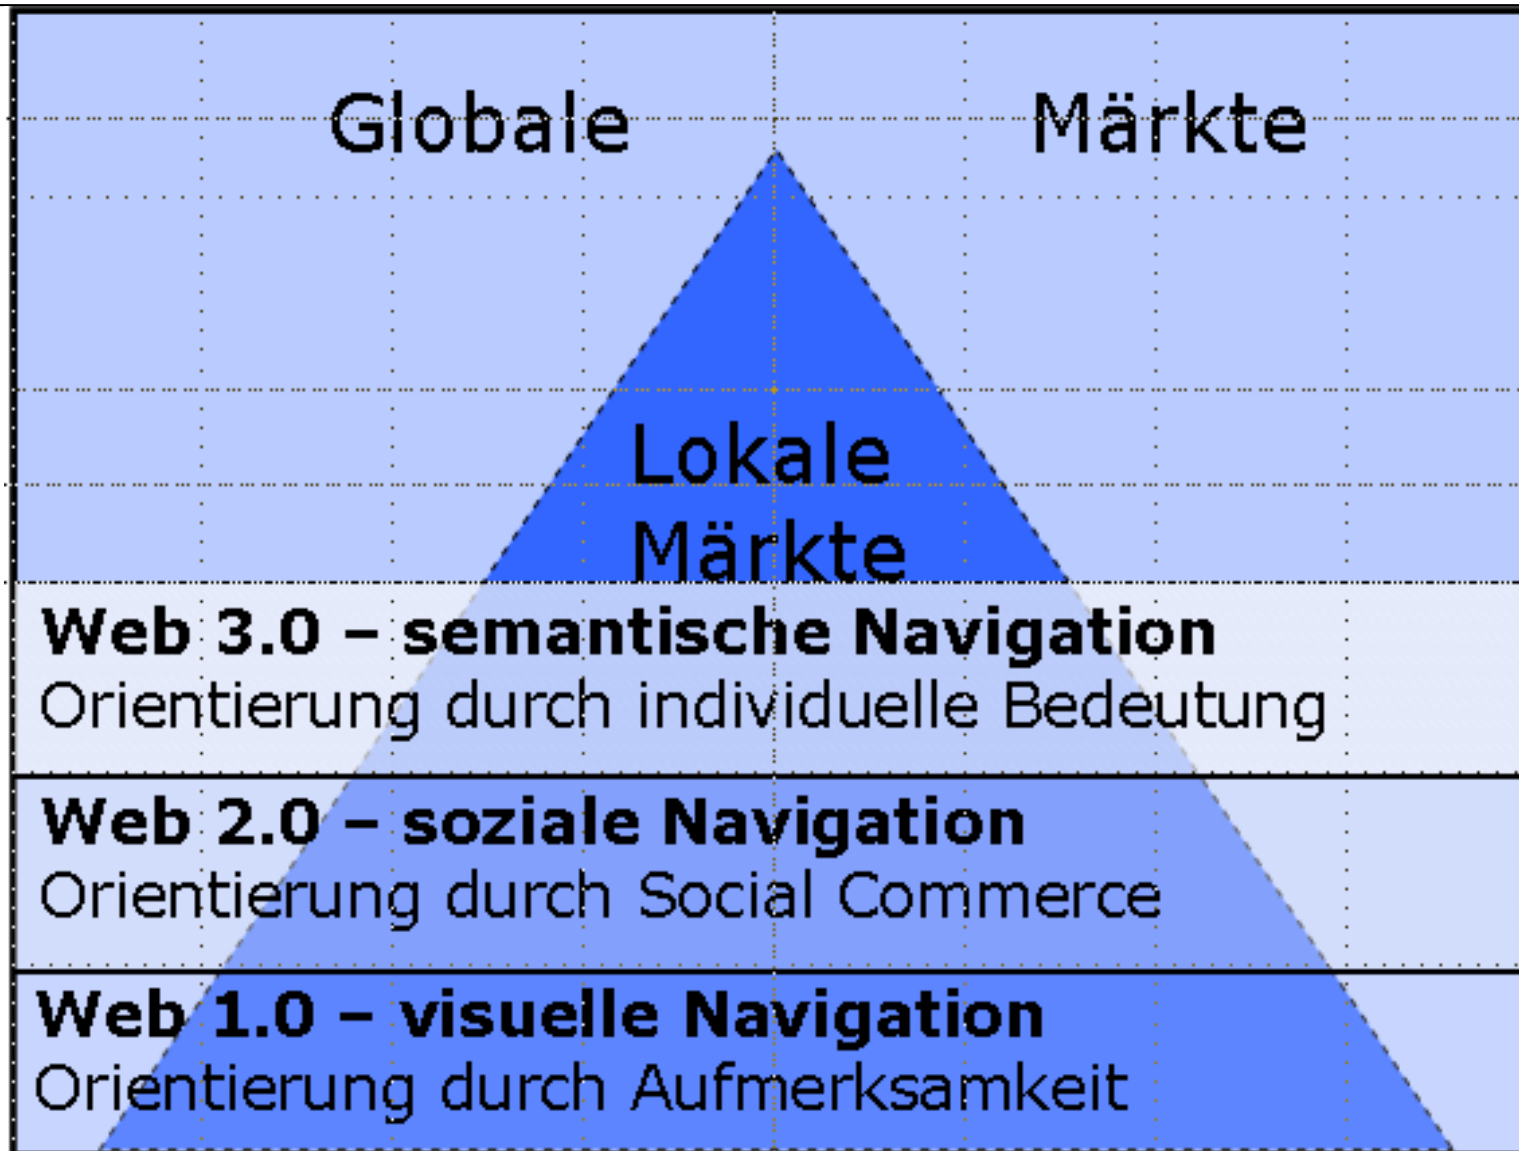 Globale Märkte
Lokale
Märkte
Web 3.0 – semantische Navigation
Orientierung durch individuelle Bedeutung
Web 2.0 – soziale Navigation
Orientierung durch Social Commerce
Web 1.0 – visuelle Navigation
Orientierung durch Aufmerksamkeit